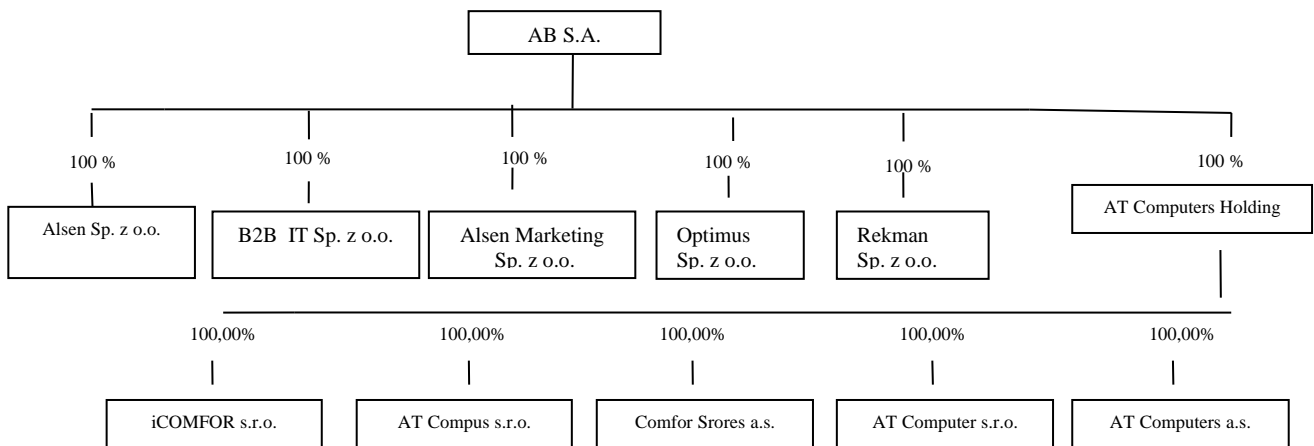 AB S.A.
100 % 100 % 100 % 100 % 100 % 100 %
Alsen Sp. z o.o.
B2B IT Sp. z o.o.
Alsen Marketing
Sp. z o.o.
Optimus
Sp. z o.o.
Rekman
Sp. z o.o.
AT Computers Holding
100,00% 100,00% 100,00% 100,00% 100,00%
iCOMFOR s.r.o.
AT Compus s.r.o.
Comfor Srores a.s.
AT Computer s.r.o.
AT Computers a.s.